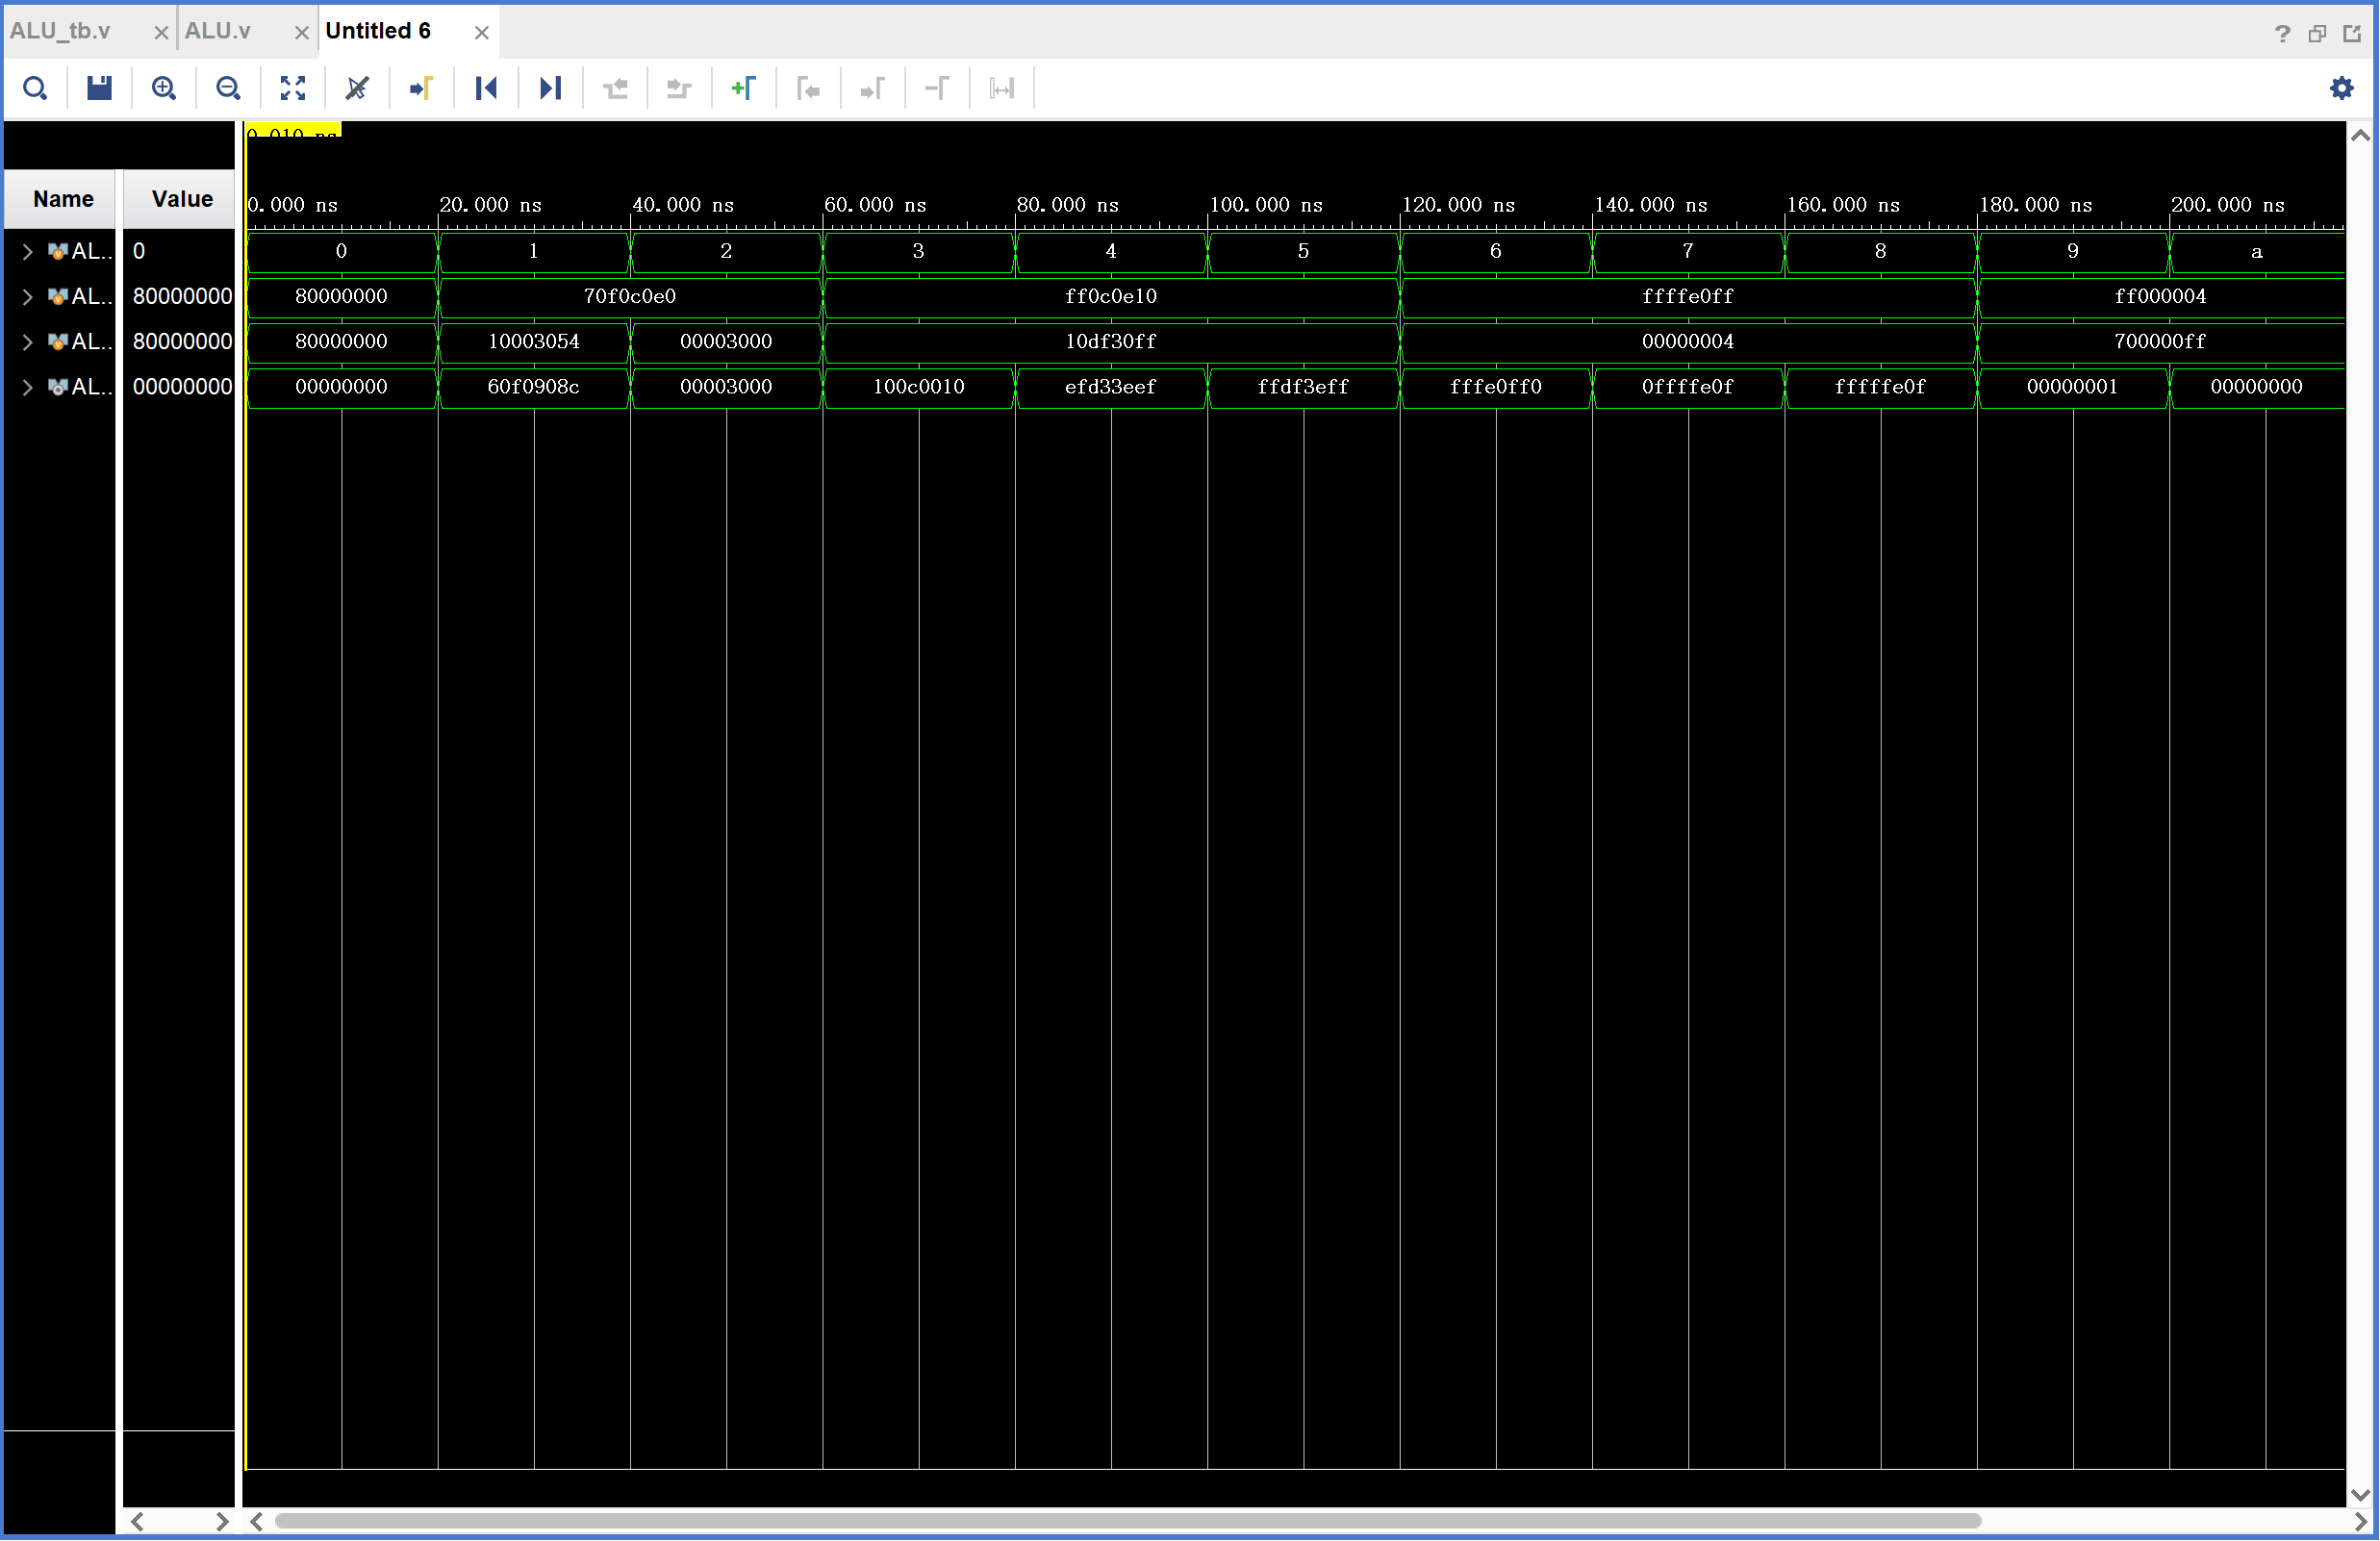 ALU_tb.v ALU.v Untitled 6 ?
0.010 ns
Name Value
0.000 ns 20.000 ns 40.000 ns 60.000 ns 80.000 ns 100.000 ns 120.000 ns 140.000 ns 160.000 ns 180.000 ns 200.000 ns
AL.. 0 0 1 2 3 4 5 6 7 8 9 a
AL.. 80000000 80000000 70f0c0e0 ff0c0e10 ffffe0ff ff000004
AL.. 80000000 80000000 10003054 00003000 10df30ff 00000004 700000ff
AL.. 00000000 00000000 60f0908c 00003000 100c0010 efd33eef ffdf3eff fffe0ff0 0ffffe0f fffffe0f 00000001 00000000